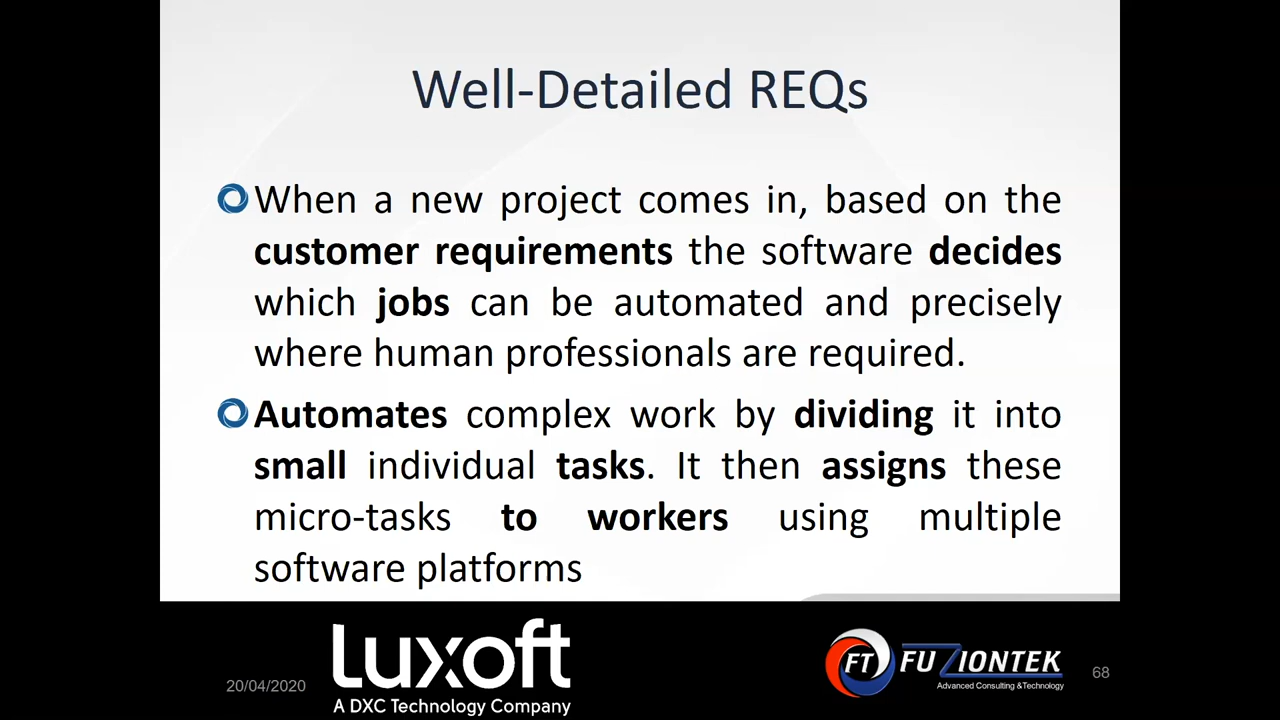 Well-Detailed REQs
When a new project comes in, based on the
customer requirements the software decides
which jobs can be automated and precisely
where human professionals are required.
Automates complex work by dividing it into
small individual tasks. It then assigns these
micro-tasks to workers using multiple
software platforms
20/04/2020
Luxoft
A DXC Technology Company
FT
FUZIONTEK
Advanced Consulting &Technology
68